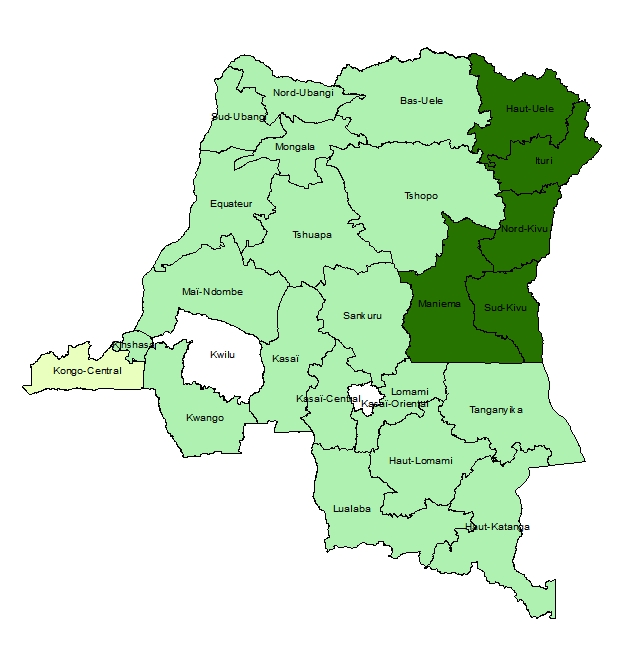 Nord-Ubangi
Bas-Uele
Haut-Uele
Sud-Ubangi
Mongala
Ituri
Tshopo
Equateur
Tshuapa
Nord-Kivu
Maï-Ndombe
Maniema
Sud-Kivu
Sankuru
Kinshasa
Kwilu
Kasaï
Kongo-Central
Lomami
Kasaï-Central
Kasaï-Oriental
Tanganyika
Kwango
Haut-Lomami
Lualaba
Haut-Katanga